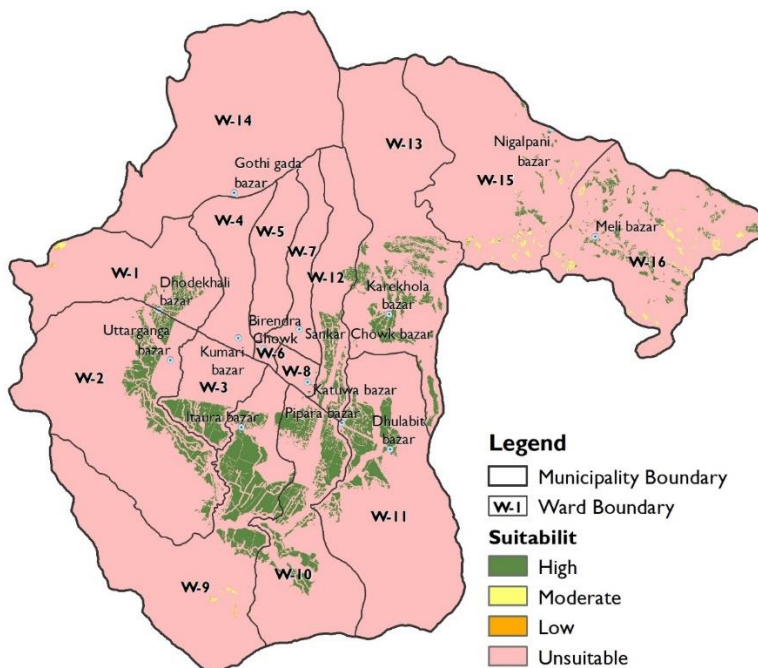 W-14
W-13
Nigalpani
bazar
W-15
Gothi gada
bazar
W-4
W-5
W-7
Meli bazar
W-16
W-1
W-12
Dhodekhali
bazar
Karekhola
bazar
Uttarganga
bazar
Birendra
Chowk
Sankar
Chowk bazar
Kumari
bazar
W-6
W-2
W-3
W-8
Katuwa bazar
Itaura bazar
Pipara bazar
Dhulabit
bazar
W-11
W-9
W-10
Legend
Municipality Boundary
W-1 Ward Boundary
Suitabilit
High
Moderate
Low
Unsuitable